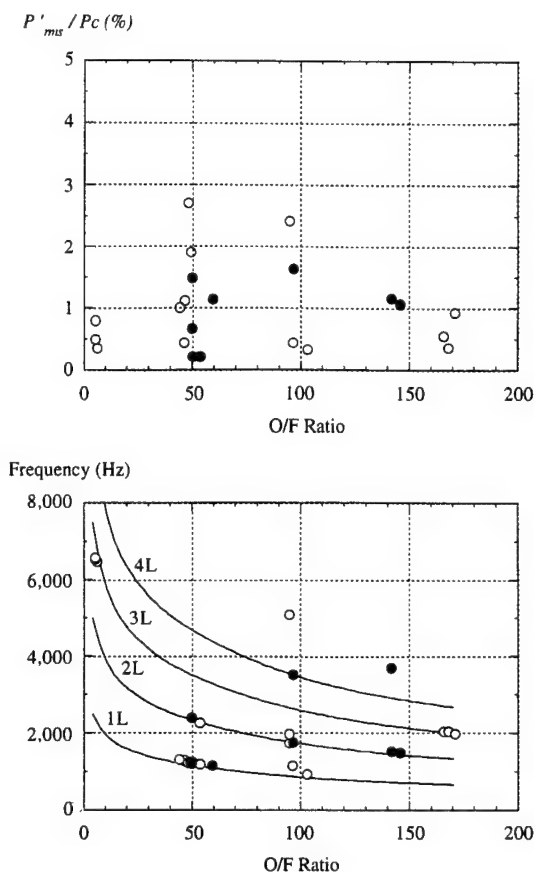 P'rms / Pc (%)
5
4
3
2
1
0
0 50 100 150 200
O/F Ratio
Frequency (Hz)
8,000
6,000
4,000
2,000
0
4L
3L
2L
1L
0 50 100 150 200
O/F Ratio